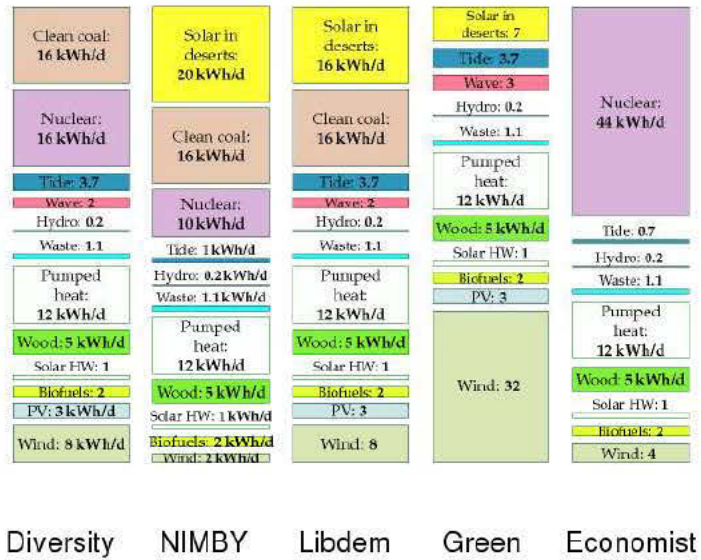 Clean coal:
16 kWh/d
Nuclear:
16 kWh/d
Tide: 3.7
Wave: 2
Hydro: 0.2
Waste: 1.1
Pumped
heat:
12 kWh/d
Wood: 5 kWh/d
Solar HW: 1
Biofuels: 2
PV: 3 kWh/d
Wind: 8 kWh/d
Diversity
Solar in
deserts:
20 kWh/d
Clean coal:
16 kWh/d
Nuclear:
10 kWh/d
Tide: 1 kWh/d
Hydro: 0.2 kWh/d
Waste: 1.1 kWh/d
Pumped
heat:
12 kWh/d
Wood: 5 kWh/d
Solar HW: 1 kWh/d
Biofuels: 2 kWh/d
Wind: 2 kWh/d
NIMBY
Solar in
deserts:
16 kWh/d
Clean coal:
16 kWh/d
Tide: 3.7
Wave: 2
Hydro: 0.2
Waste: 1.1
Pumped
heat:
12 kWh/d
Wood: 5 kWh/d
Solar HW: 1
Biofuels: 2
PV: 3
Wind: 8
Libdem
Solar in
deserts: 7
Tide: 3.7
Wave: 3
Hydro: 0.2
Waste: 1.1
Pumped
heat:
12 kWh/d
Wood: 5 kWh/d
Solar HW: 1
Biofuels: 2
PV: 3
Wind: 32
Green
Nuclear:
44 kWh/d
Tide: 0.7
Hydro: 0.2
Waste: 1.1
Pumped
heat:
12 kWh/d
Wood: 5 kWh/d
Solar HW: 1
Biofuels: 2
Wind: 4
Economist